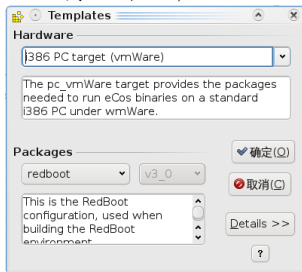 Templates
Hardware
i386 PC target (vmWare)
The pc_vmWare target provides the packages
needed to run eCos binaries on a standard
i386 PC under wmWare.
Packages
redboot
v3_0
This is the RedBoot
configuration, used when
building the RedBoot
environment
确定(O)
取消(C)
Details >>
?